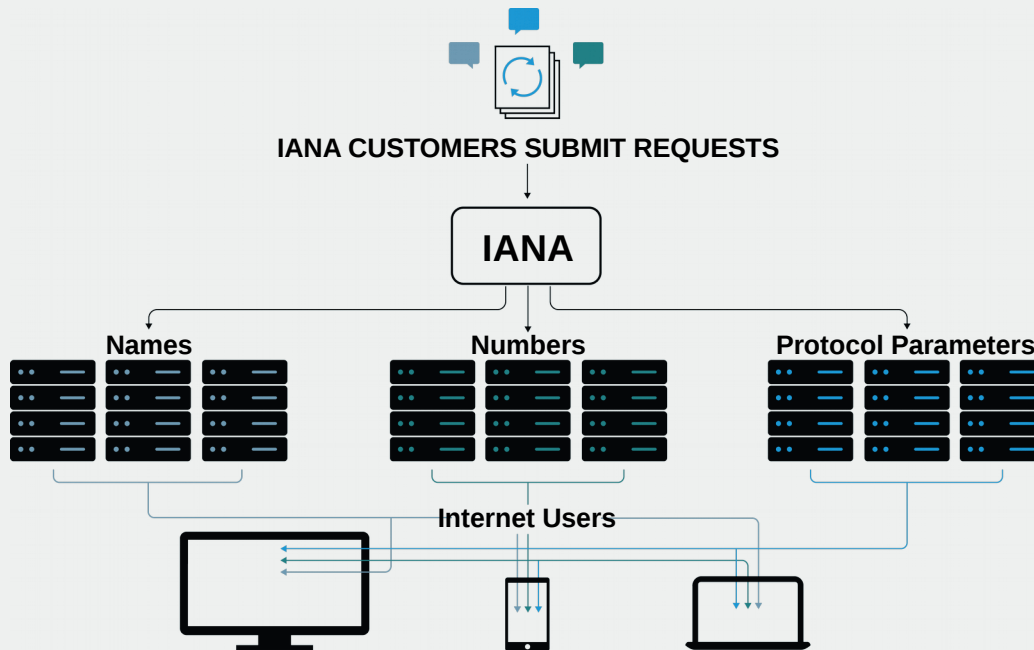 IANA CUSTOMERS SUBMIT REQUESTS
IANA
Names
Numbers
Protocol Parameters
Internet Users